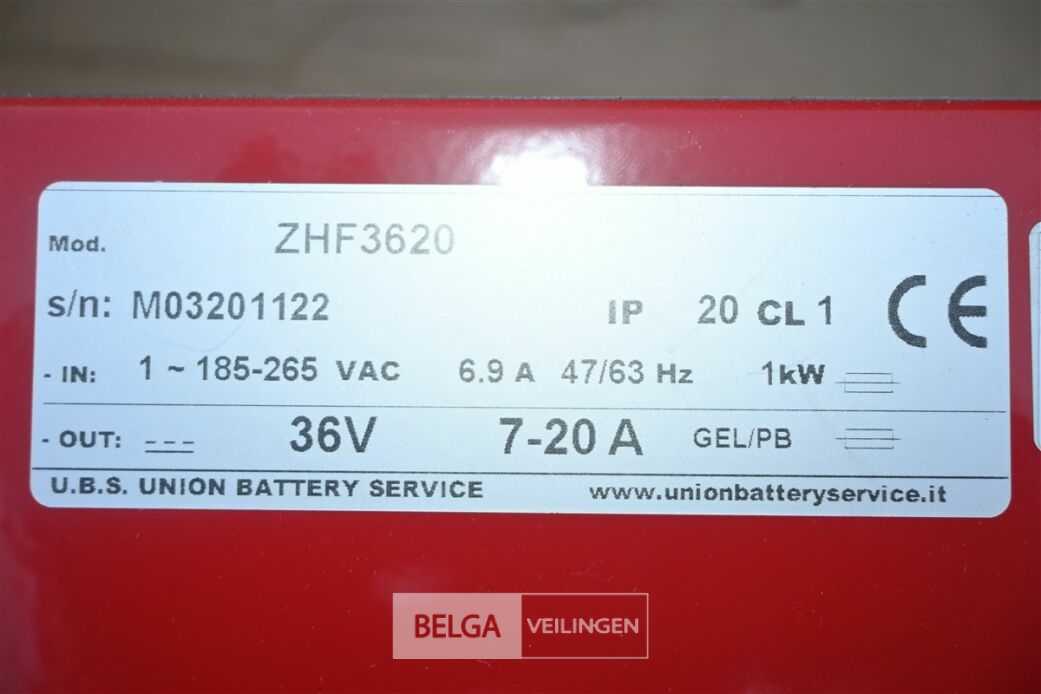 Mod. ZHF3620
s/n: M03201122 IP 20 CL 1 CE
- IN: 1 ~ 185-265 VAC 6.9 A 47/63 Hz 1kW
- OUT: 36V 7-20 A GEL/PB
U.B.S. UNION BATTERY SERVICE www.unionbatteryservice.it
BELGA VEILINGEN